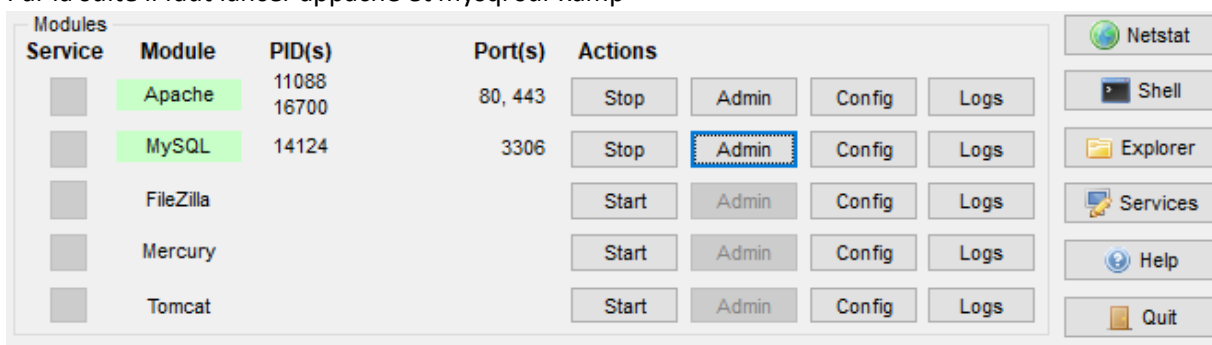 Par la suite il faut lancer appache et Mysql sur Xamp
Modules
Service Module PID(s) Port(s) Actions
Apache 11088 16700 80, 443 Stop Admin Config Logs
MySQL 14124 3306 Stop Admin Config Logs
FileZilla Start Admin Config Logs
Mercury Start Admin Config Logs
Tomcat Start Admin Config Logs
Netstat
Shell
Explorer
Services
Help
Quit